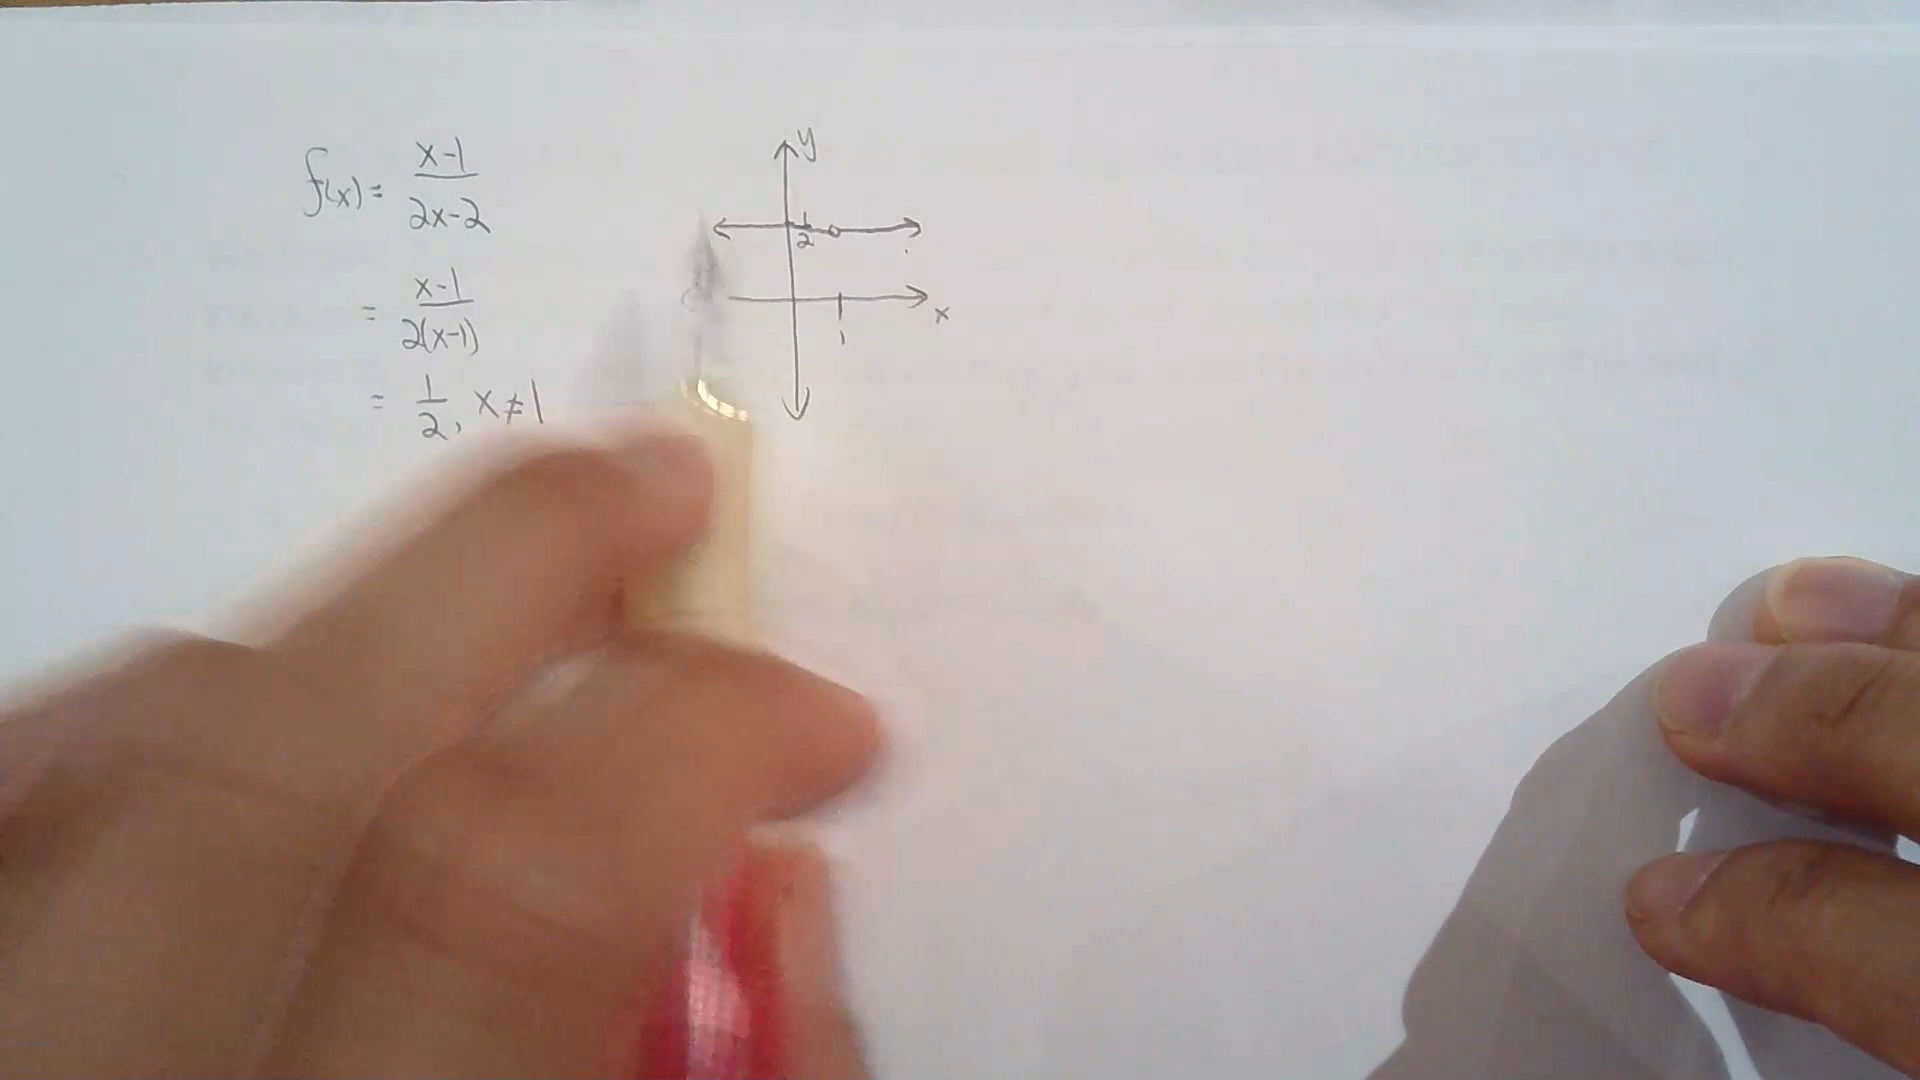 f(x) = x-1 / 2x-2
= x-1 / 2(x-1)
= 1/2, x≠1
y
1/2
x
1